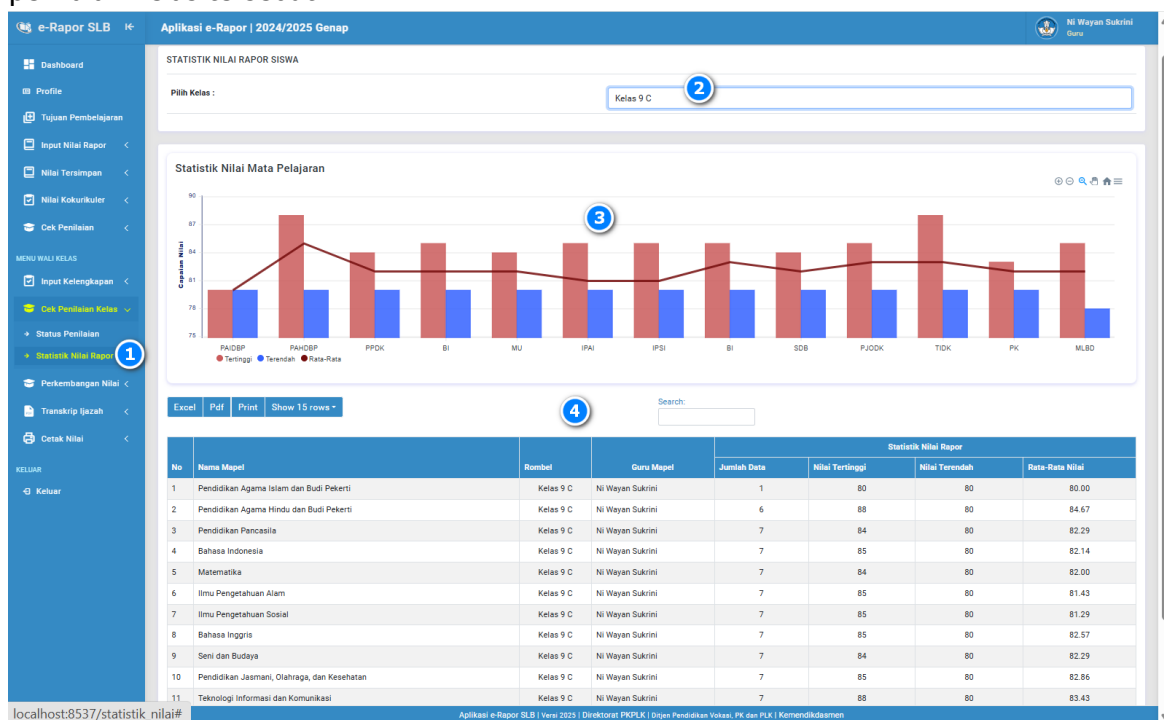 e-Rapor SLB
Aplikasi e-Rapor | 2024/2025 Genap
Ni Wayan Sukrini
Guru
Dashboard
Profile
Tujuan Pembelajaran
Input Nilai Rapor
Nilai Tersimpan
Nilai Kokurikuler
Cek Penilaian
MENU WALI KELAS
Input Kelengkapan
Cek Penilaian Kelas
Status Penilaian
Statistik Nilai Rapor
1
Perkembangan Nilai
Transkrip Ijazah
Cetak Nilai
KELUAR
Keluar
STATISTIK NILAI RAPOR SISWA
Pilih Kelas :
Kelas 9 C
2
Statistik Nilai Mata Pelajaran
3
Capaian Nilai
90
87
84
81
78
75
PAIDBP PAHDBP PPDK BI MU IPAI IPSI BI SDB PJODK TIDK PK MLBD
Tertinggi Terendah Rata-Rata
Excel Pdf Print Show 15 rows
4
Search:
Statistik Nilai Rapor
No Nama Mapel Rombel Guru Mapel Jumlah Data Nilai Tertinggi Nilai Terendah Rata-Rata Nilai
1 Pendidikan Agama Islam dan Budi Pekerti Kelas 9 C Ni Wayan Sukrini 1 80 80 80.00
2 Pendidikan Agama Hindu dan Budi Pekerti Kelas 9 C Ni Wayan Sukrini 6 88 80 84.67
3 Pendidikan Pancasila Kelas 9 C Ni Wayan Sukrini 7 84 80 82.29
4 Bahasa Indonesia Kelas 9 C Ni Wayan Sukrini 7 85 80 82.14
5 Matematika Kelas 9 C Ni Wayan Sukrini 7 84 80 82.00
6 Ilmu Pengetahuan Alam Kelas 9 C Ni Wayan Sukrini 7 85 80 81.43
7 Ilmu Pengetahuan Sosial Kelas 9 C Ni Wayan Sukrini 7 85 80 81.29
8 Bahasa Inggris Kelas 9 C Ni Wayan Sukrini 7 85 80 82.57
9 Seni dan Budaya Kelas 9 C Ni Wayan Sukrini 7 84 80 82.29
10 Pendidikan Jasmani, Olahraga, dan Kesehatan Kelas 9 C Ni Wayan Sukrini 7 85 80 82.86
11 Teknologi Informasi dan Komunikasi Kelas 9 C Ni Wayan Sukrini 7 88 80 83.43
localhost:8537/statistik_nilai#
Aplikasi e-Rapor SLB | Versi 2025 | Direktorat PKPLK | Ditjen Pendidikan Vokasi, PK dan PLK | Kemendikdasmen